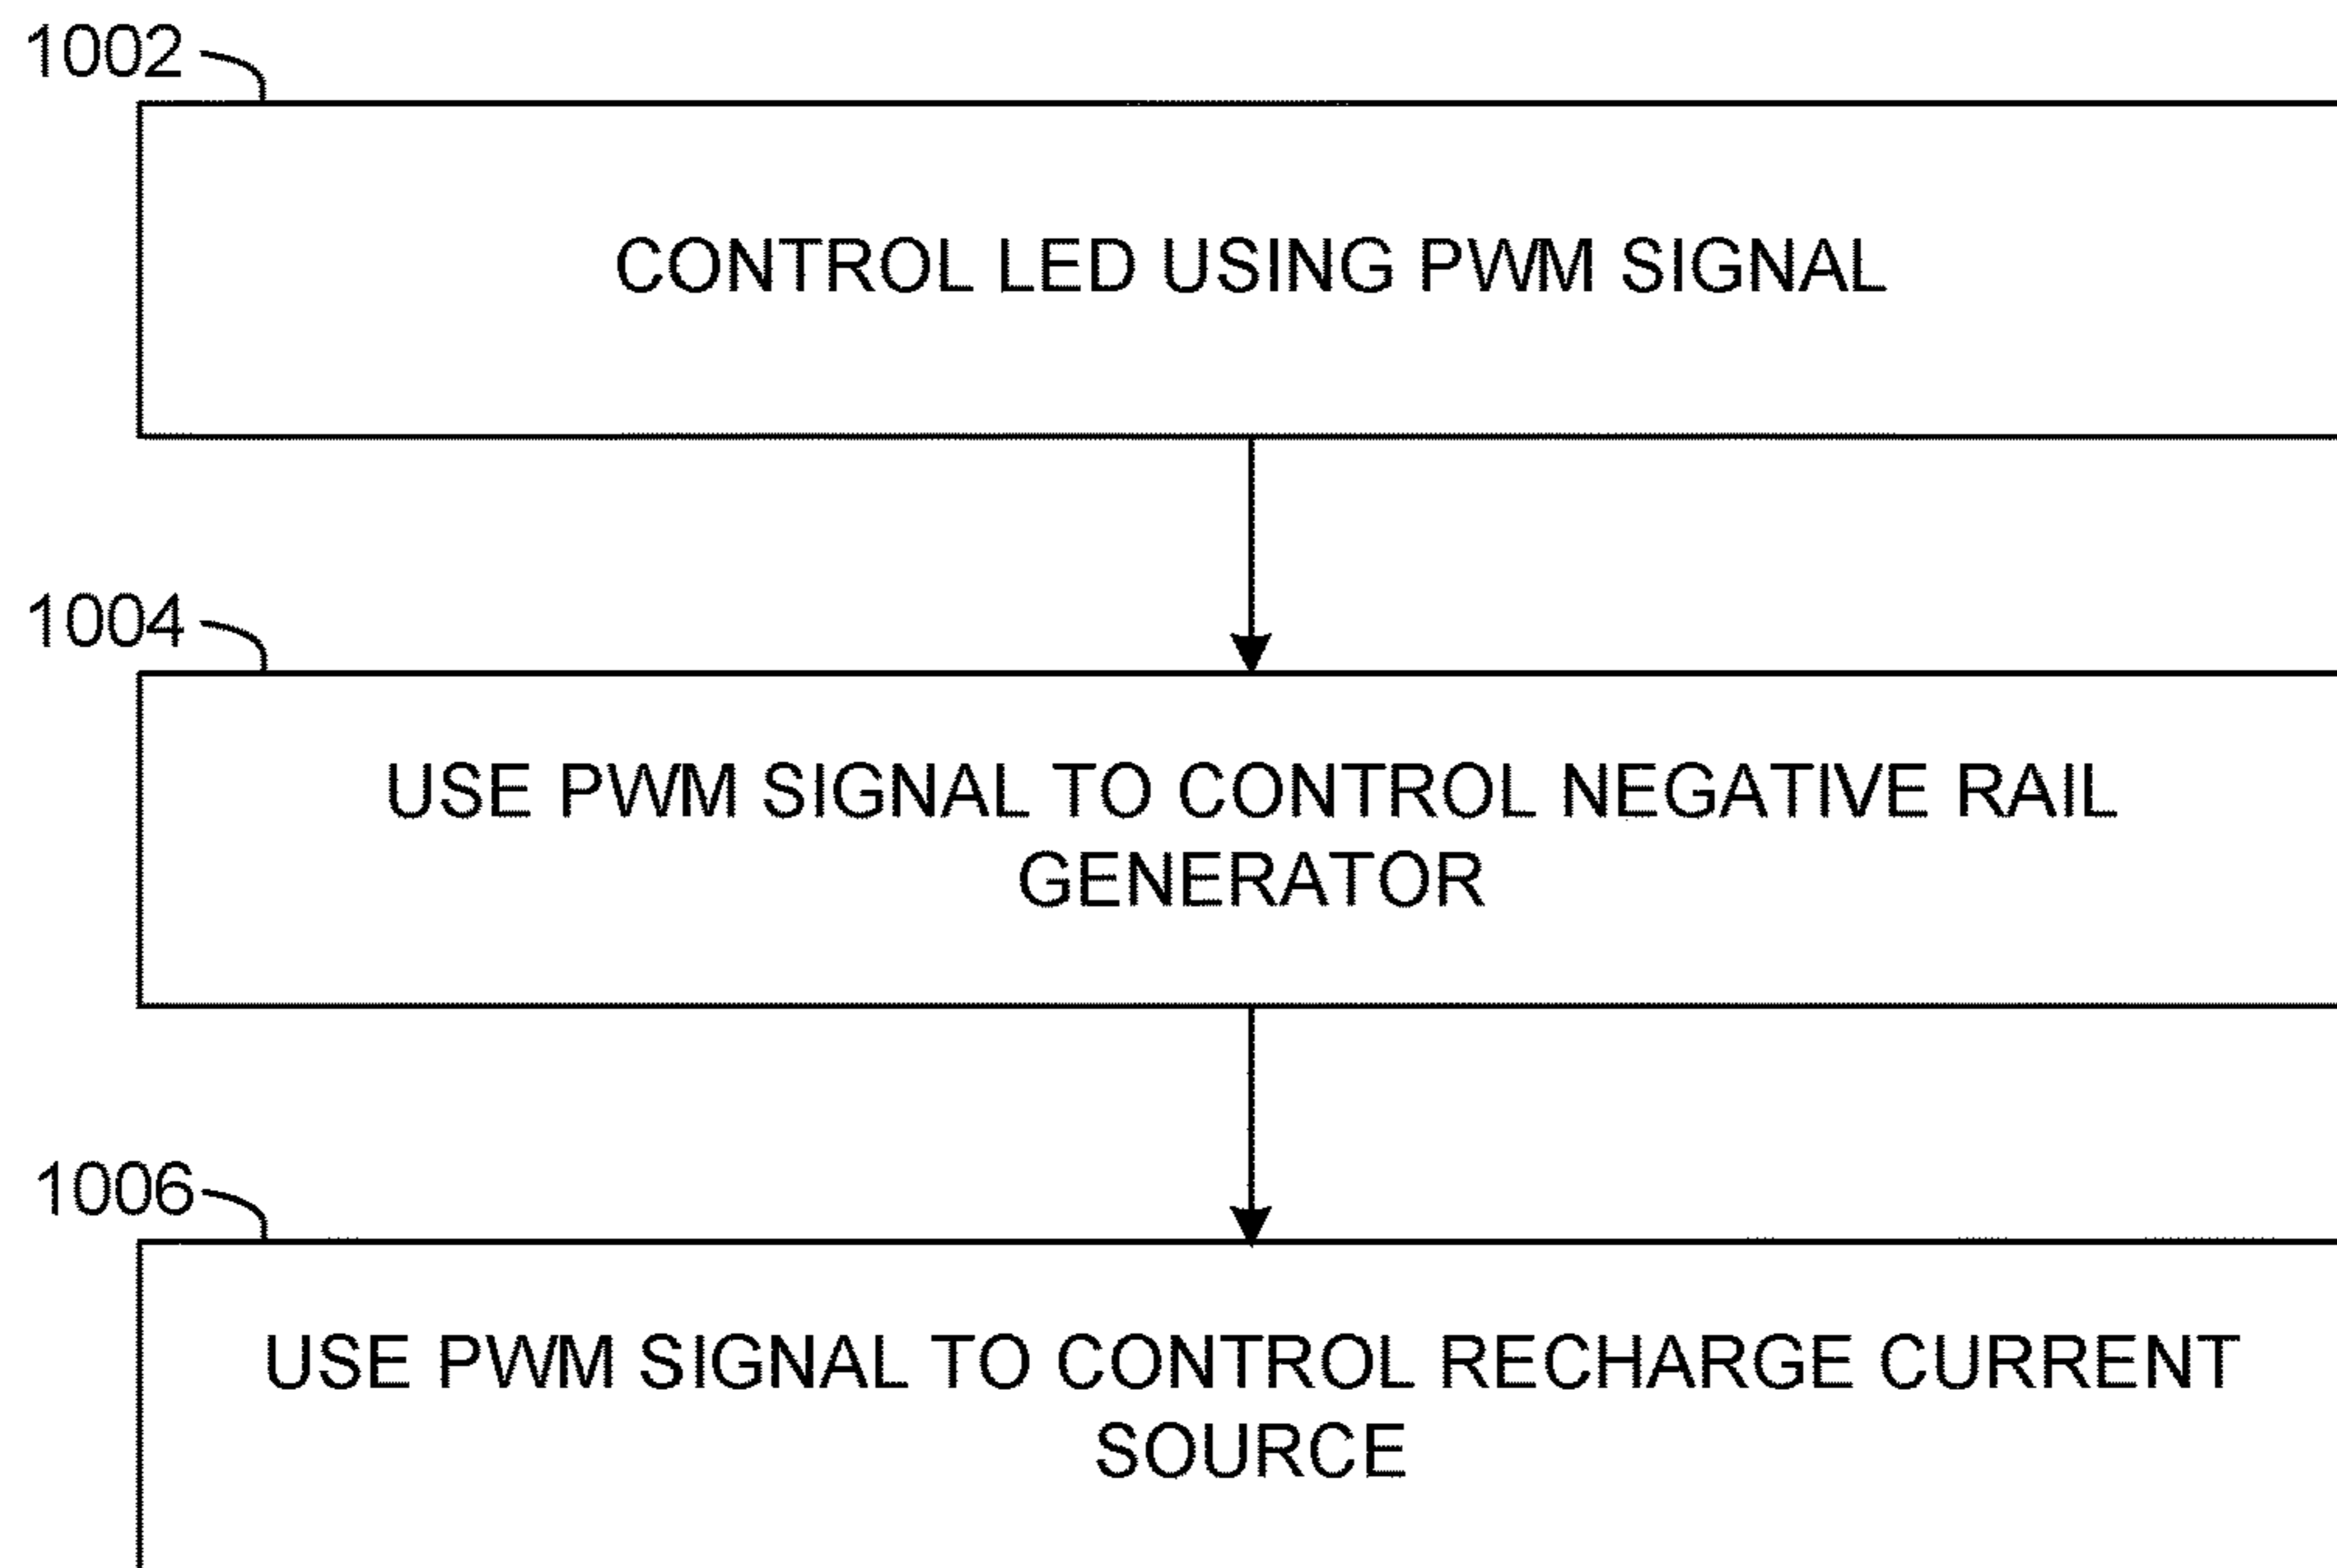 1002
CONTROL LED USING PWM SIGNAL
1004
USE PWM SIGNAL TO CONTROL NEGATIVE RAIL
GENERATOR
1006
USE PWM SIGNAL TO CONTROL RECHARGE CURRENT
SOURCE